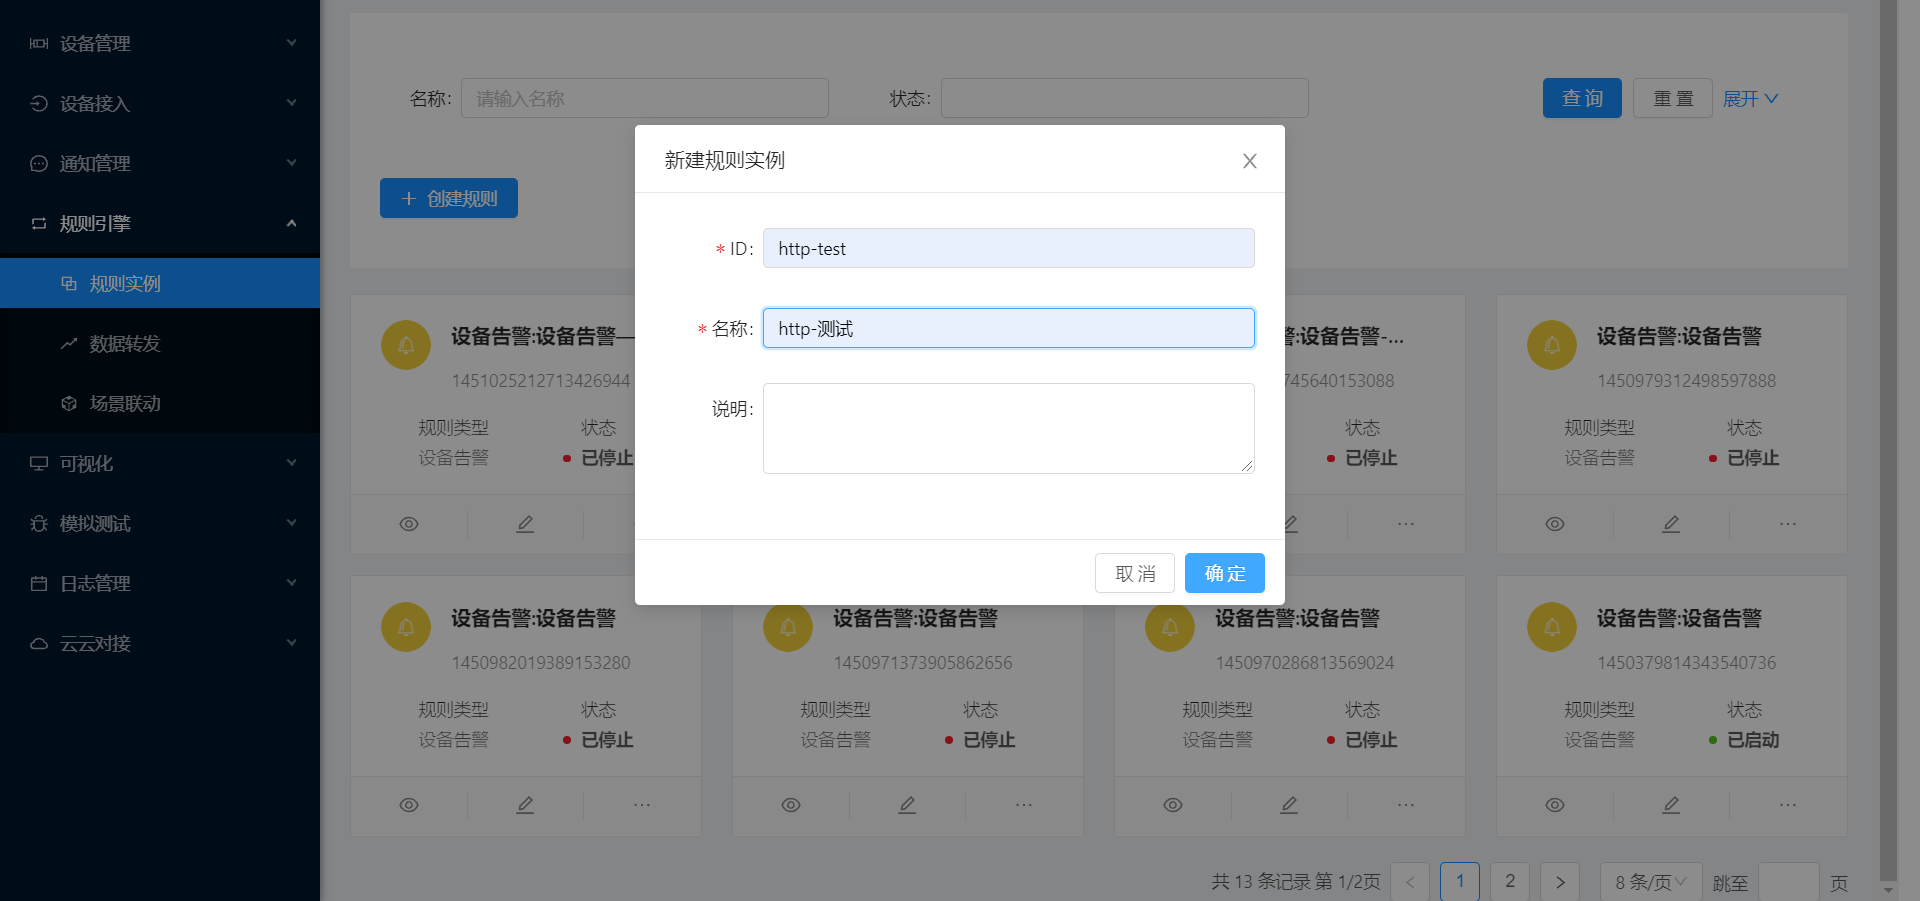 设备管理
设备接入
通知管理
规则引擎
规则实例
数据转发
场景联动
可视化
模拟测试
日志管理
云云对接
名称: 请输入名称 状态: 查询 重置 展开
创建规则
新建规则实例
* ID: http-test
* 名称: http-测试
说明:
取消 确定
设备告警:设备告警—
1451025212713426944
规则类型 状态
设备告警 已停止
:设备告警-...
745640153088
状态
已停止
设备告警:设备告警
1450979312498597888
规则类型 状态
设备告警 已停止
设备告警:设备告警
1450982019389153280
规则类型 状态
设备告警 已停止
设备告警:设备告警
1450971373905862656
规则类型 状态
设备告警 已停止
设备告警:设备告警
1450970286813569024
规则类型 状态
设备告警 已停止
设备告警:设备告警
1450379814343540736
规则类型 状态
设备告警 已启动
共 13 条记录 第 1/2页 < 1 2 > 8 条/页 跳至 页